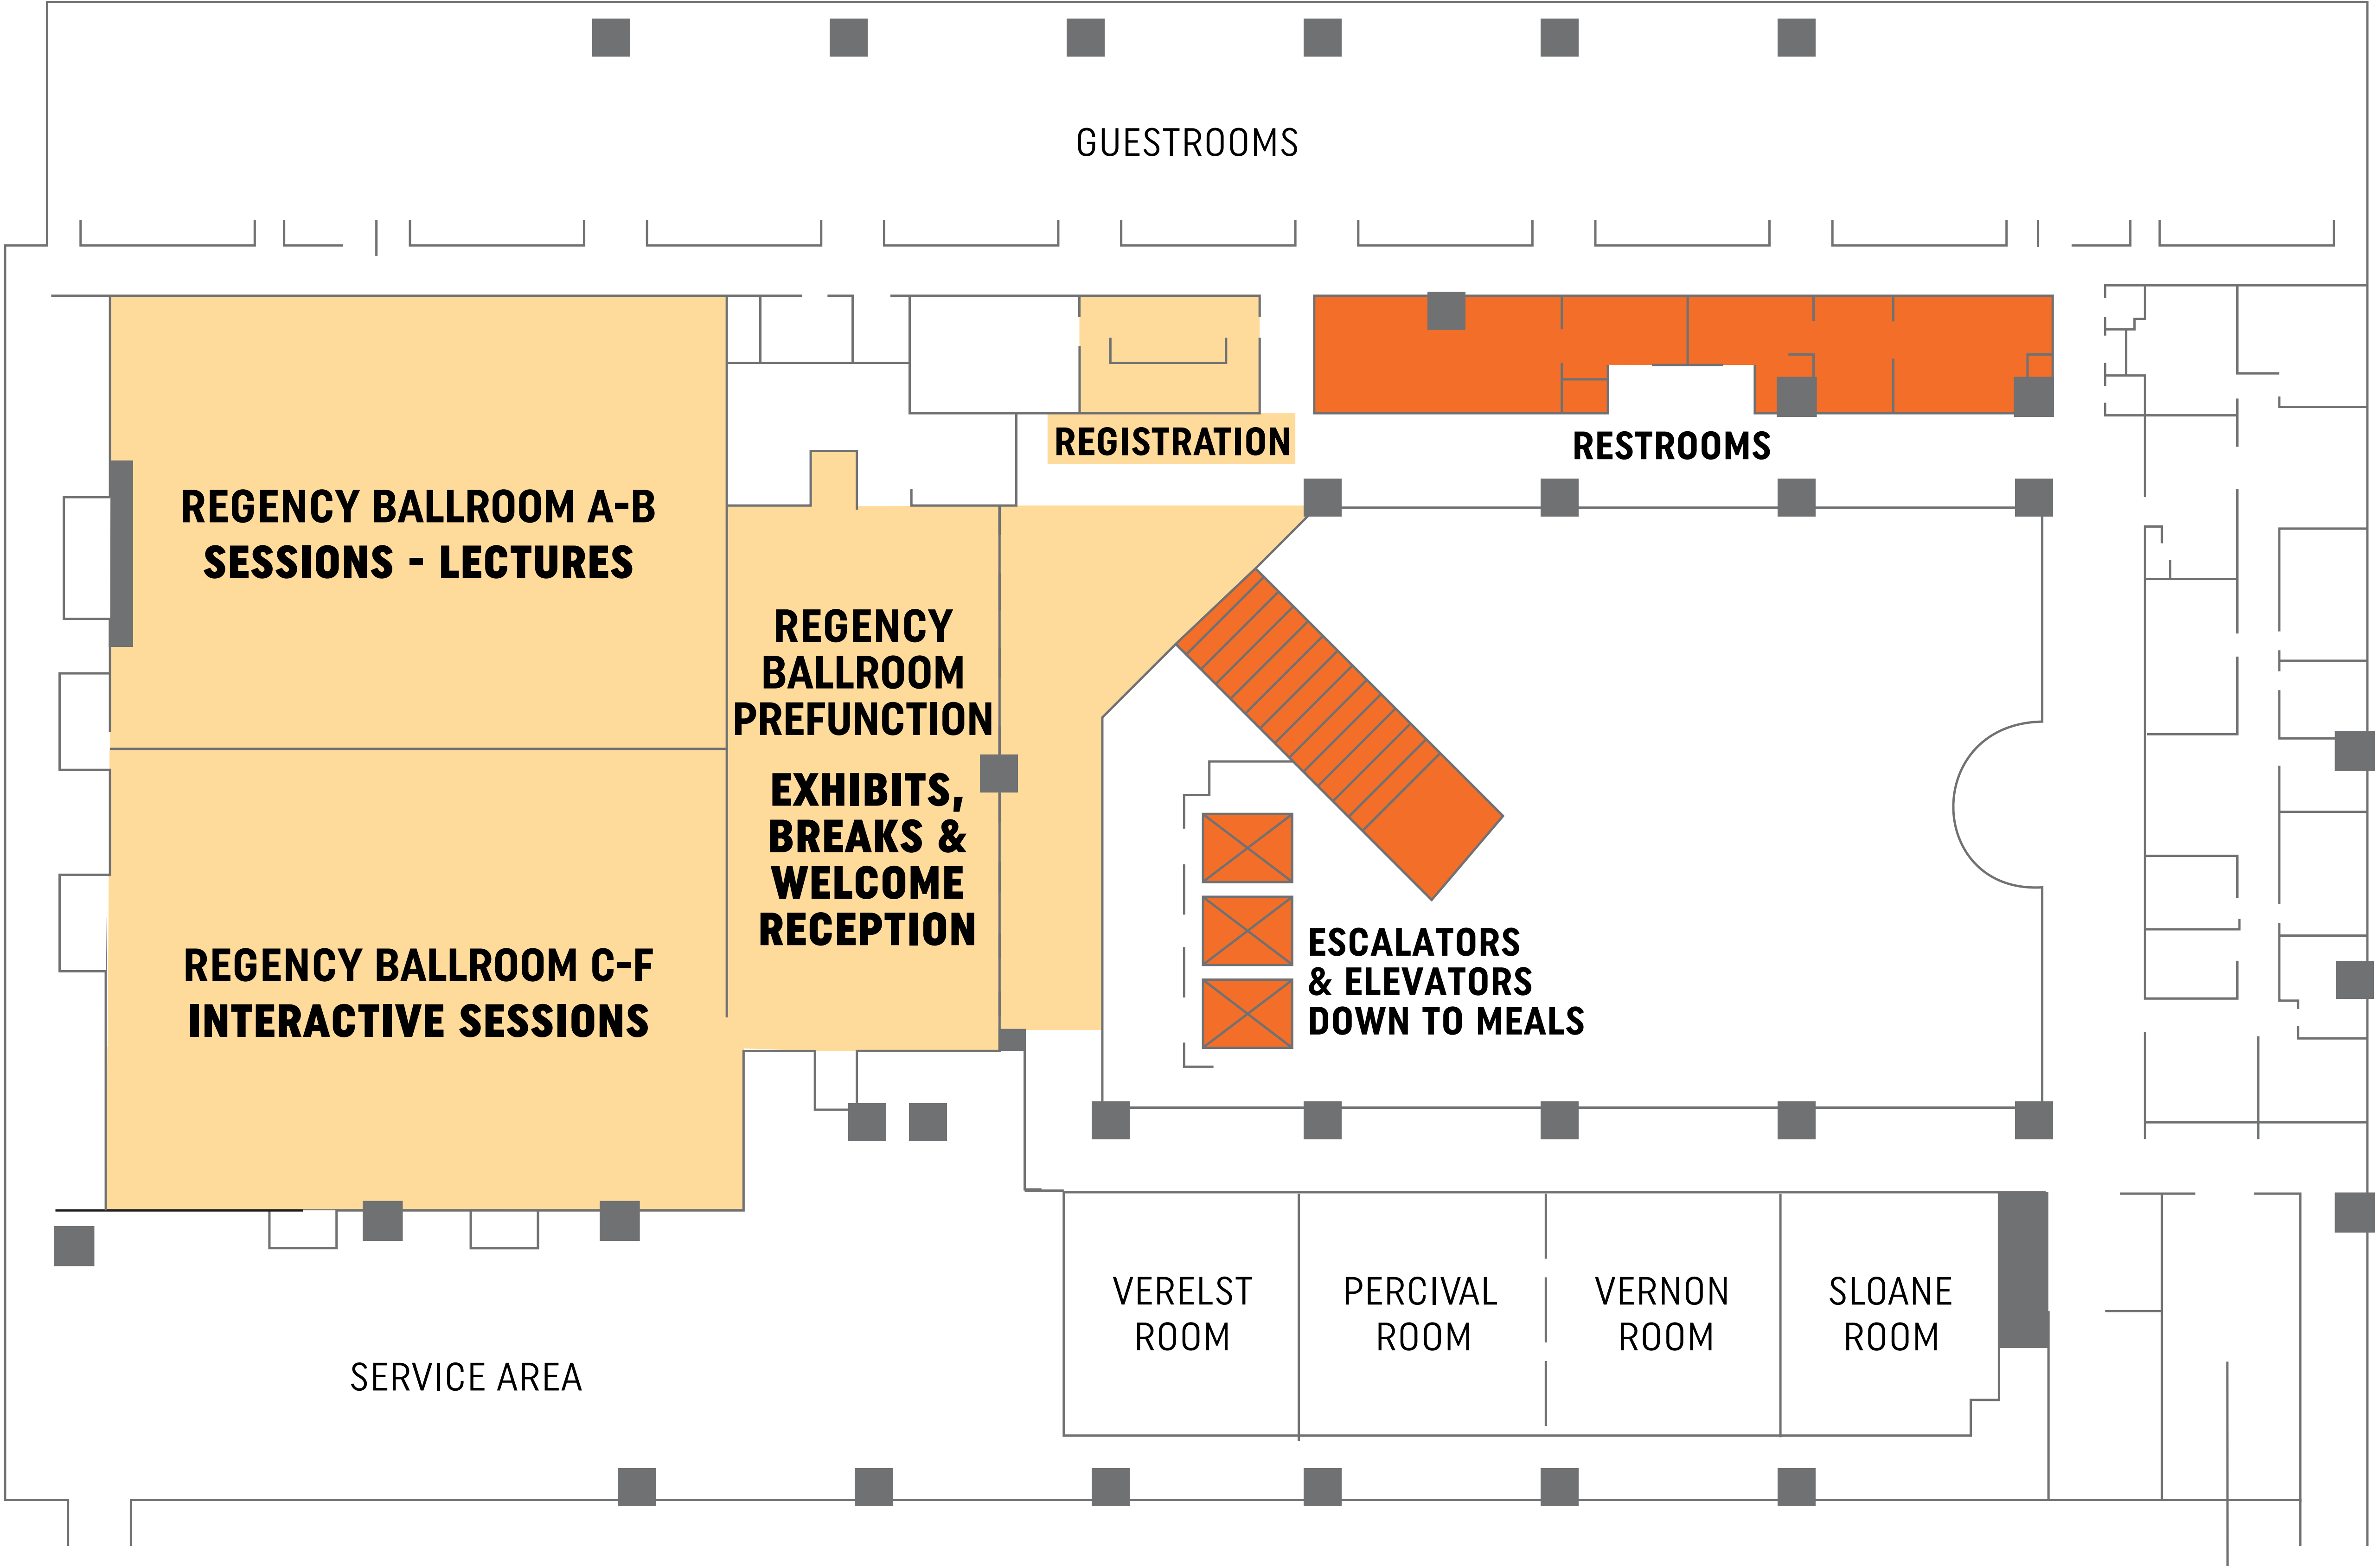 GUESTROOMS
REGISTRATION
RESTROOMS
REGENCY BALLROOM A-B
SESSIONS - LECTURES
REGENCY
BALLROOM
PREFUNCTION
EXHIBITS,
BREAKS &
WELCOME
RECEPTION
REGENCY BALLROOM C-F
INTERACTIVE SESSIONS
ESCALATORS
& ELEVATORS
DOWN TO MEALS
VERELST
ROOM
PERCIVAL
ROOM
VERNON
ROOM
SLOANE
ROOM
SERVICE AREA